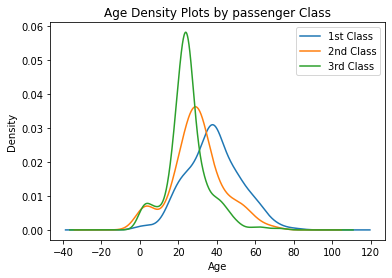 Age Density Plots by passenger Class
1st Class
2nd Class
3rd Class
Density
0.06
0.05
0.04
0.03
0.02
0.01
0.00
−40 −20 0 20 40 60 80 100 120
Age